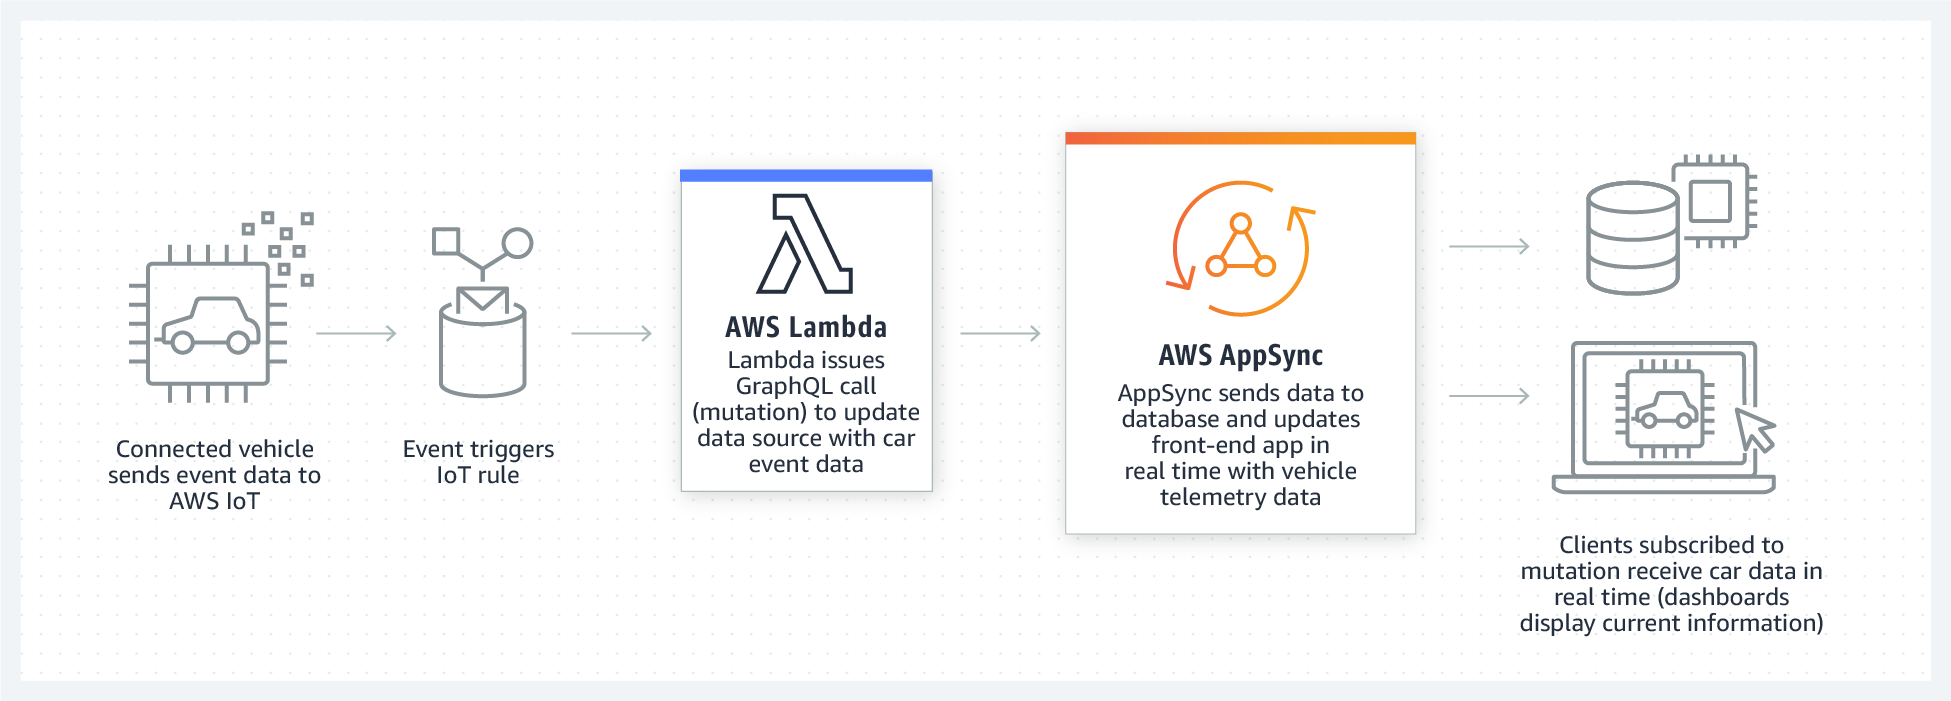 Connected vehicle
sends event data to
AWS IoT
Event triggers
IoT rule
AWS Lambda
Lambda issues
GraphQL call
(mutation) to update
data source with car
event data
AWS AppSync
AppSync sends data to
database and updates
front-end app in
real time with vehicle
telemetry data
Clients subscribed to
mutation receive car data in
real time (dashboards
display current information)